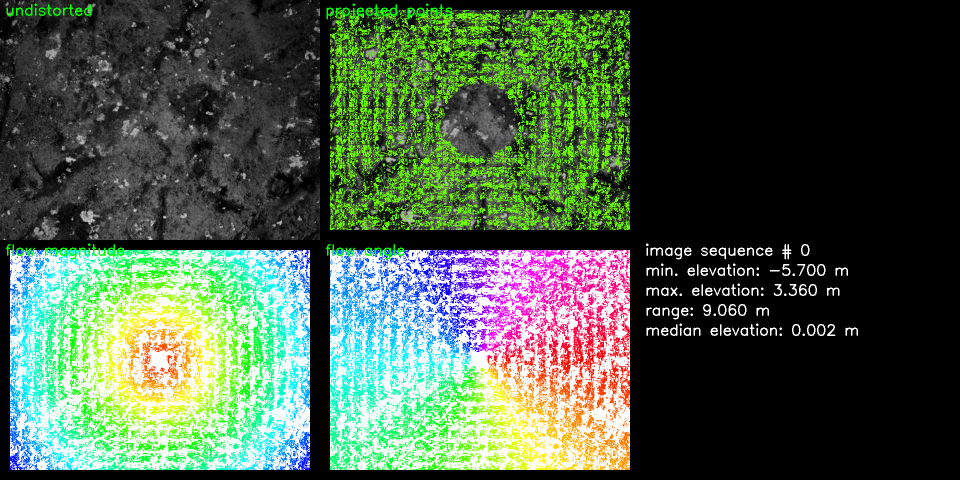 undistorted
projected points
flow magnitude
flow angle
image sequence # 0
min. elevation: -5.700 m
max. elevation: 3.360 m
range: 9.060 m
median elevation: 0.002 m